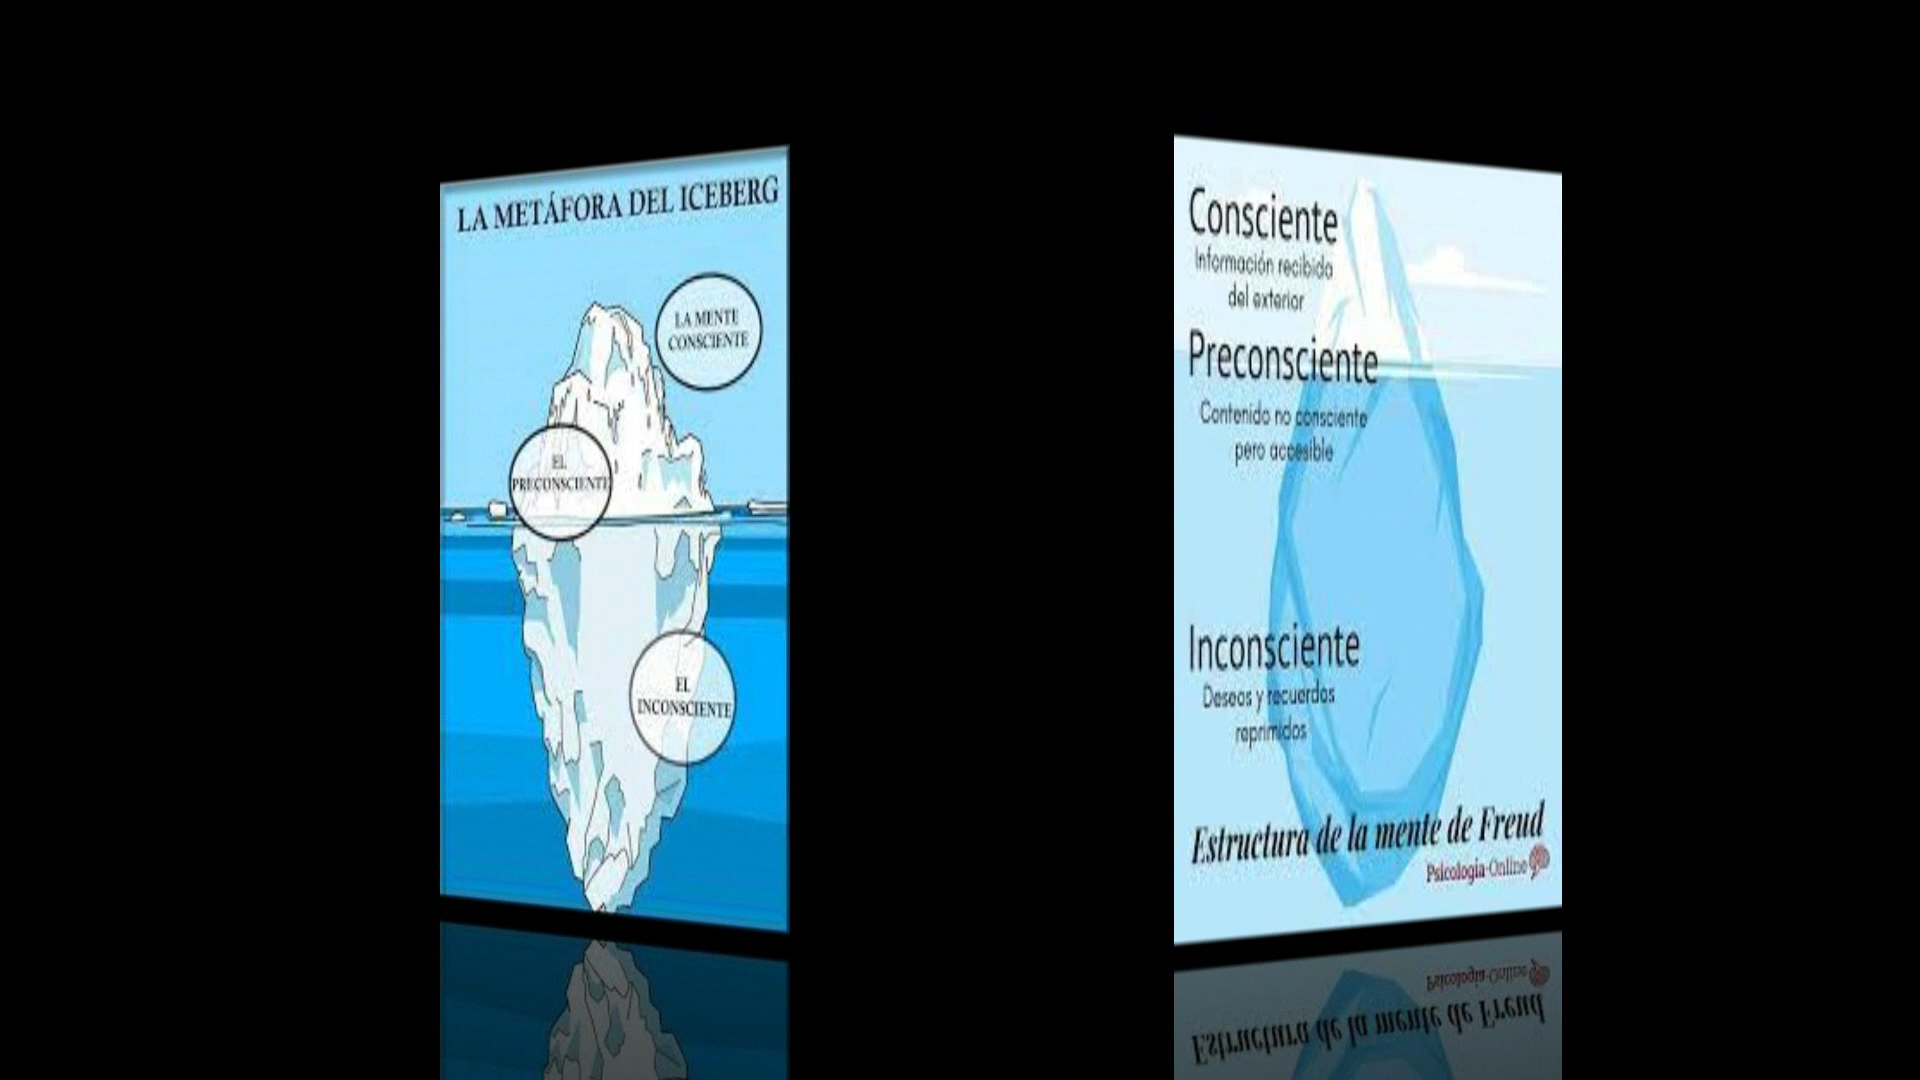 LA METÁFORA DEL ICEBERG
LA MENTE
CONSCIENTE
EL
PRECONSCIENTE
EL
INCONSCIENTE
Consciente
Información recibida
del exterior
Preconsciente
Contenido no consciente
pero accesible
Inconsciente
Deseos y recuerdos
reprimidos
Estructura de la mente de Freud
Psicología-Online